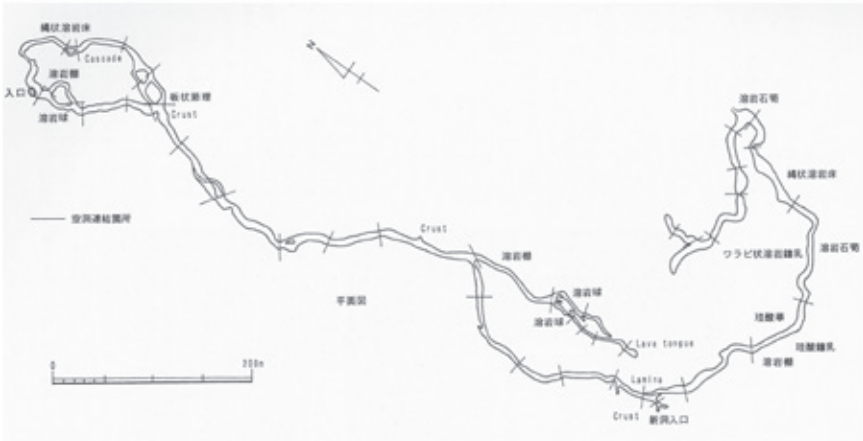 縄状溶岩床
Cascade
溶岩棚
入口
溶岩球
板状節理
Crust
N
空洞連絡箇所
Crust
溶岩棚
平面図
溶岩球
溶岩球
Lava tongue
0
200m
Lamina
Crust
新洞入口
溶岩石筍
縄状溶岩床
溶岩石筍
ワラビ状溶岩鍾乳
珪酸華
珪酸鍾乳
溶岩棚